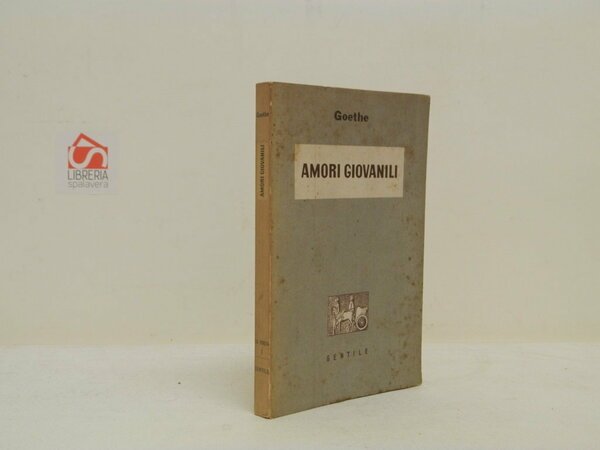 LIBRERIA
spalavera
Goethe
AMORI GIOVANILI
Goethe
AMORI GIOVANILI
GENTILE
GENTILE